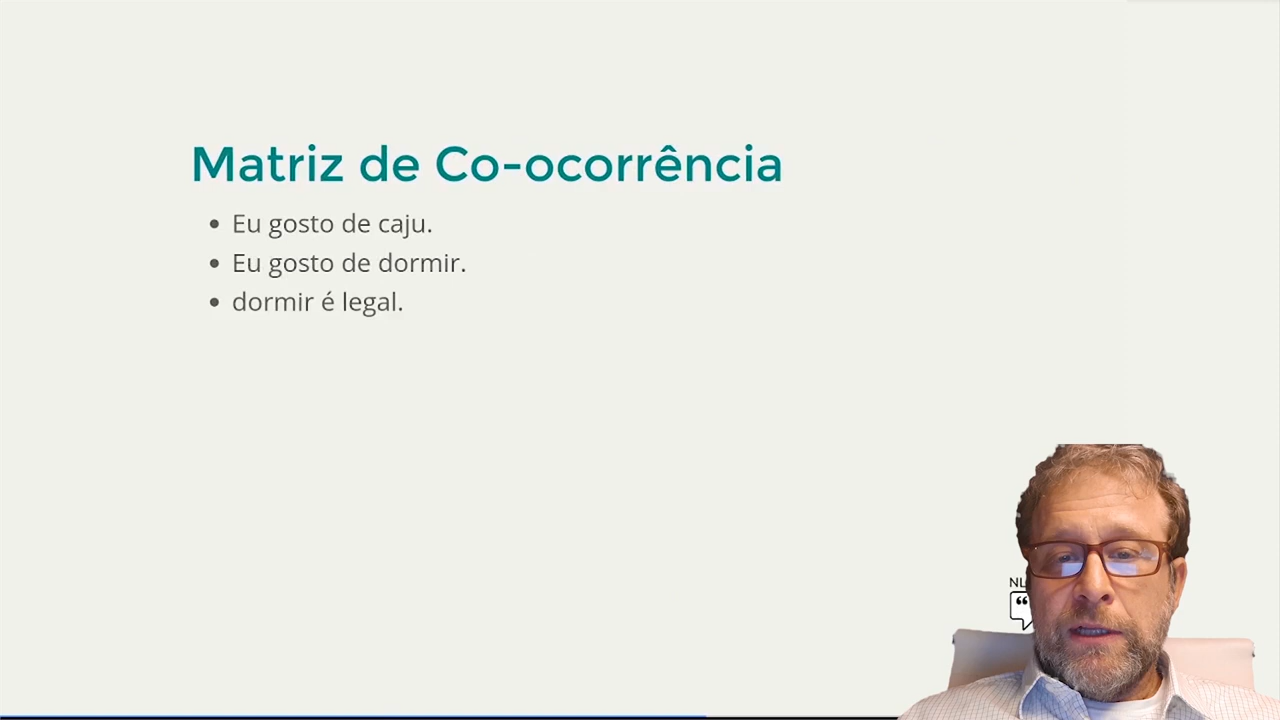 Matriz de Co-ocorrência
Eu gosto de caju.
Eu gosto de dormir.
dormir é legal.